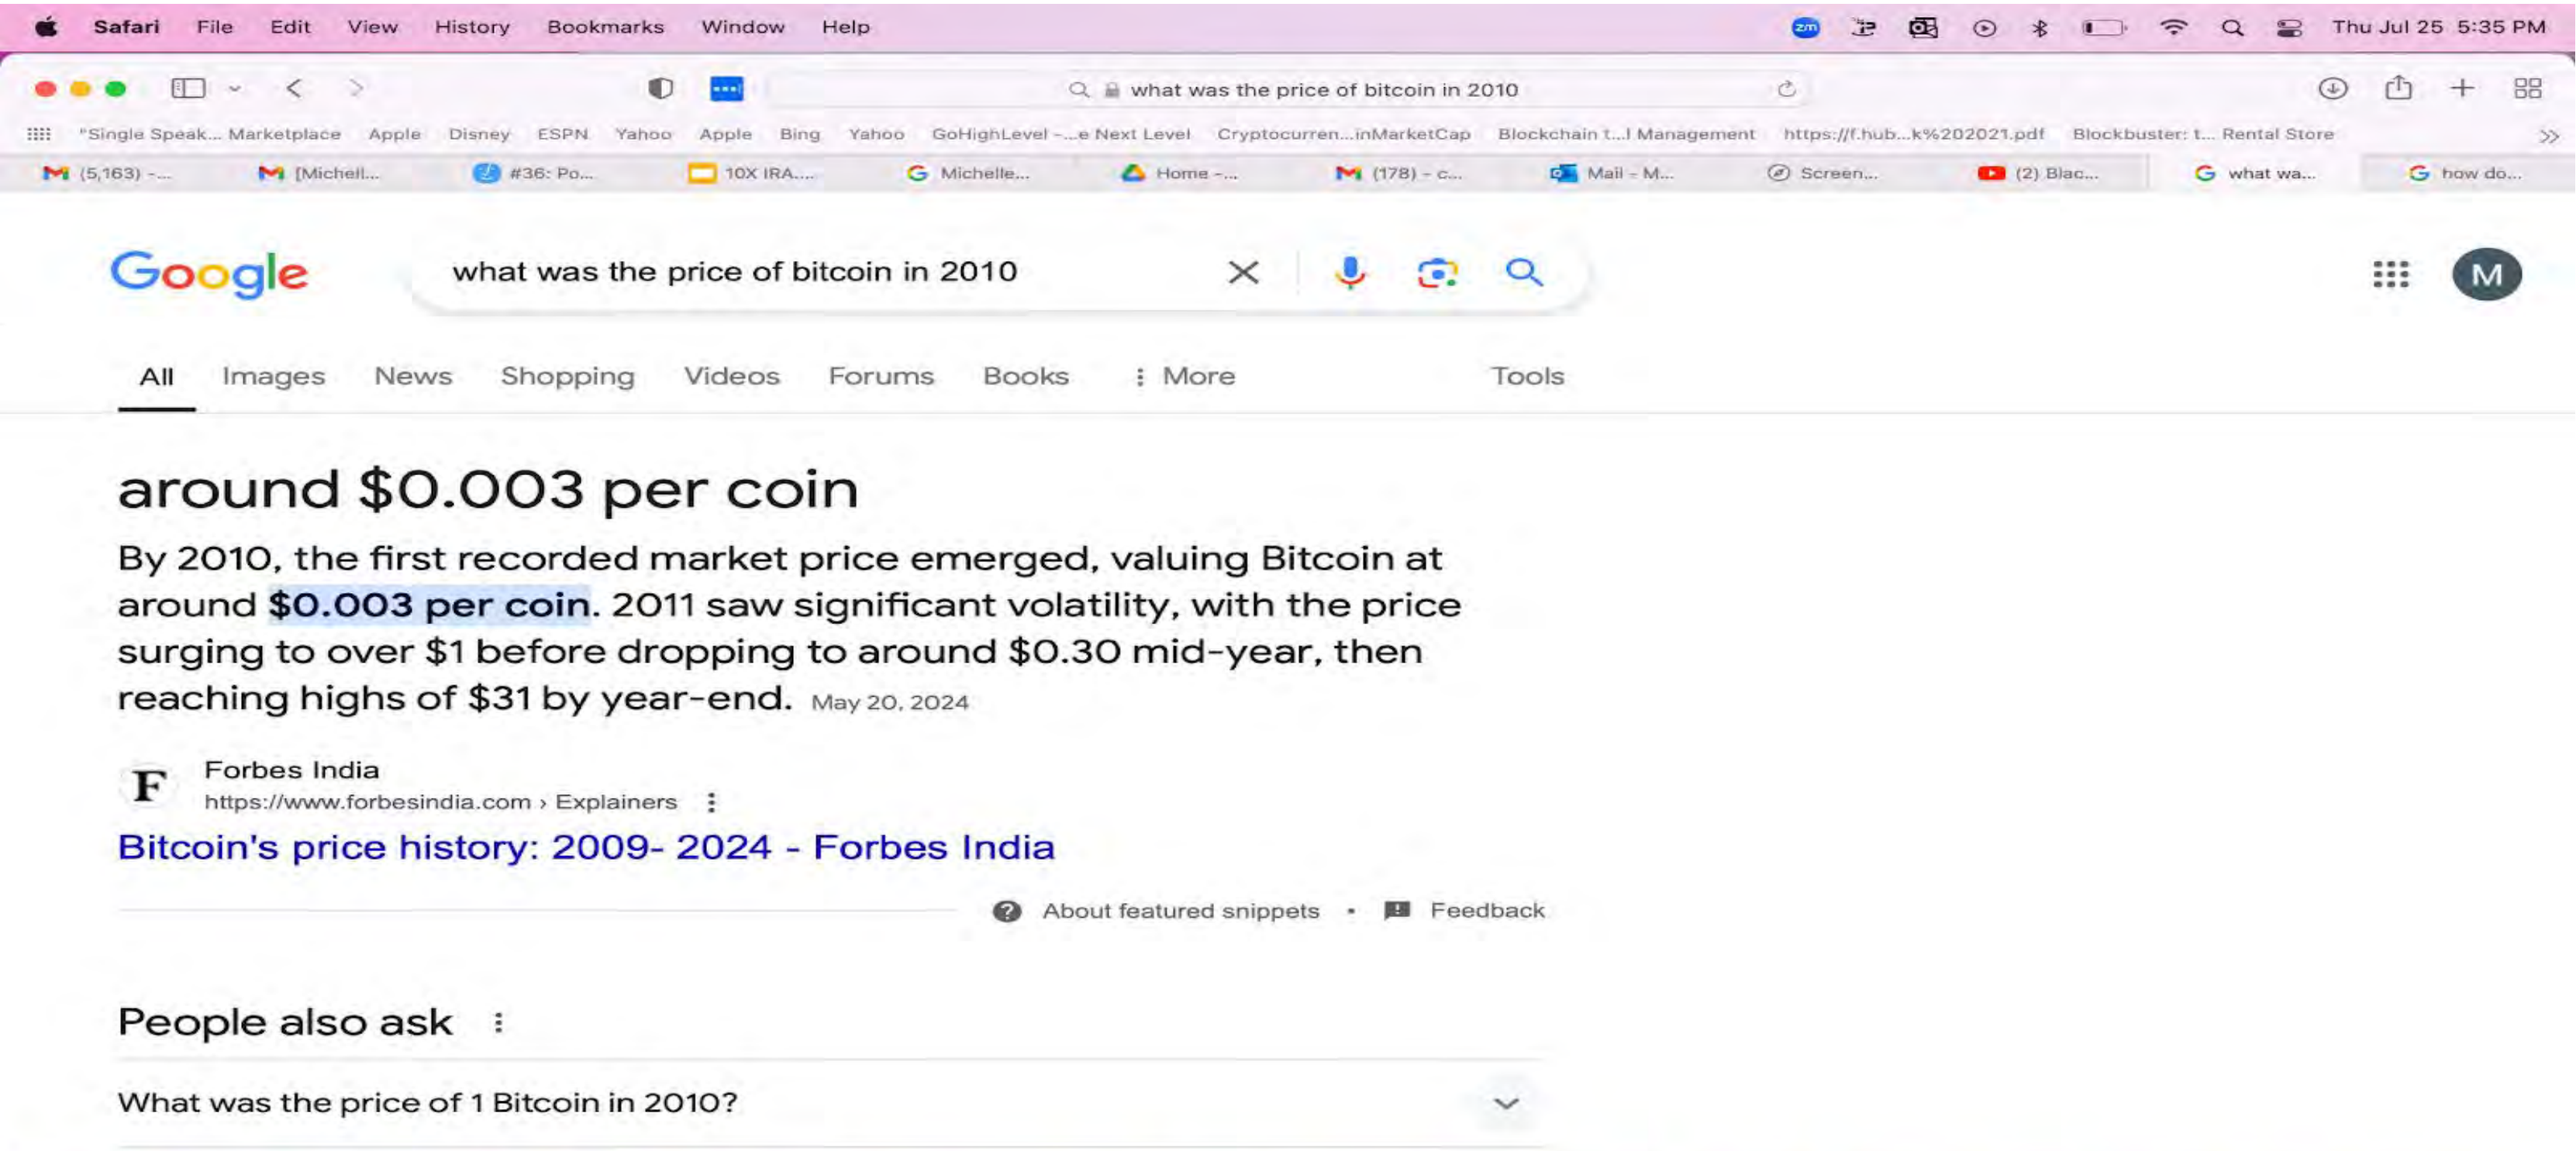 Safari File Edit View History Bookmarks Window Help
zm
Thu Jul 25 5:35 PM
what was the price of bitcoin in 2010
"Single Speak... Marketplace Apple Disney ESPN Yahoo Apple Bing Yahoo GoHighLevel -...e Next Level Cryptocurren...inMarketCap Blockchain t...l Management https://f.hub...k%202021.pdf Blockbuster: t... Rental Store
(5,163) -... [Michell... #36: Po... 10X IRA.... Michelle... Home -... (178) - c... Mail - M... Screen... (2) Blac... what wa... how do...
Google what was the price of bitcoin in 2010 M
All Images News Shopping Videos Forums Books More Tools
around $0.003 per coin
By 2010, the first recorded market price emerged, valuing Bitcoin at
around $0.003 per coin. 2011 saw significant volatility, with the price
surging to over $1 before dropping to around $0.30 mid-year, then
reaching highs of $31 by year-end. May 20, 2024
F
Forbes India
https://www.forbesindia.com › Explainers
Bitcoin's price history: 2009- 2024 - Forbes India
About featured snippets • Feedback
People also ask
What was the price of 1 Bitcoin in 2010?